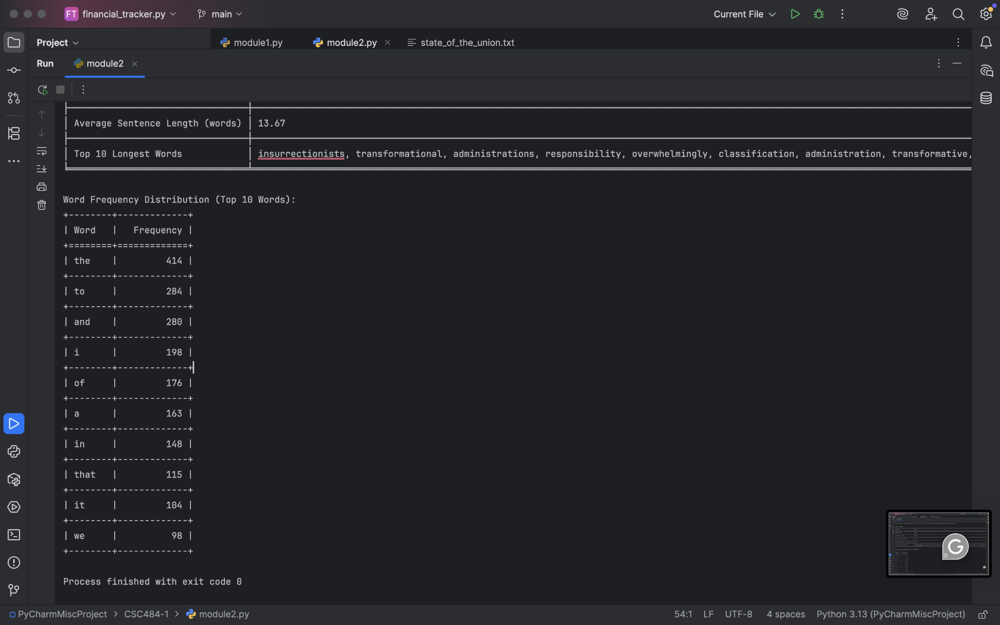 FT financial_tracker.py main Current File
Project module1.py module2.py state_of_the_union.txt
Run module2
Average Sentence Length (words) 13.67
Top 10 Longest Words insurrectionists, transformational, administrations, responsibility, overwhelmingly, classification, administration, transformative,
Word Frequency Distribution (Top 10 Words):
+--------+-------------+
| Word   |   Frequency |
+========+=============+
| the    |         414 |
+--------+-------------+
| to     |         284 |
+--------+-------------+
| and    |         280 |
+--------+-------------+
| i      |         198 |
+--------+-------------+
| of     |         176 |
+--------+-------------+
| a      |         163 |
+--------+-------------+
| in     |         148 |
+--------+-------------+
| that   |         115 |
+--------+-------------+
| it     |         104 |
+--------+-------------+
| we     |          98 |
+--------+-------------+
Process finished with exit code 0
PyCharmMiscProject > CSC484-1 > module2.py 54:1 LF UTF-8 4 spaces Python 3.13 (PyCharmMiscProject)